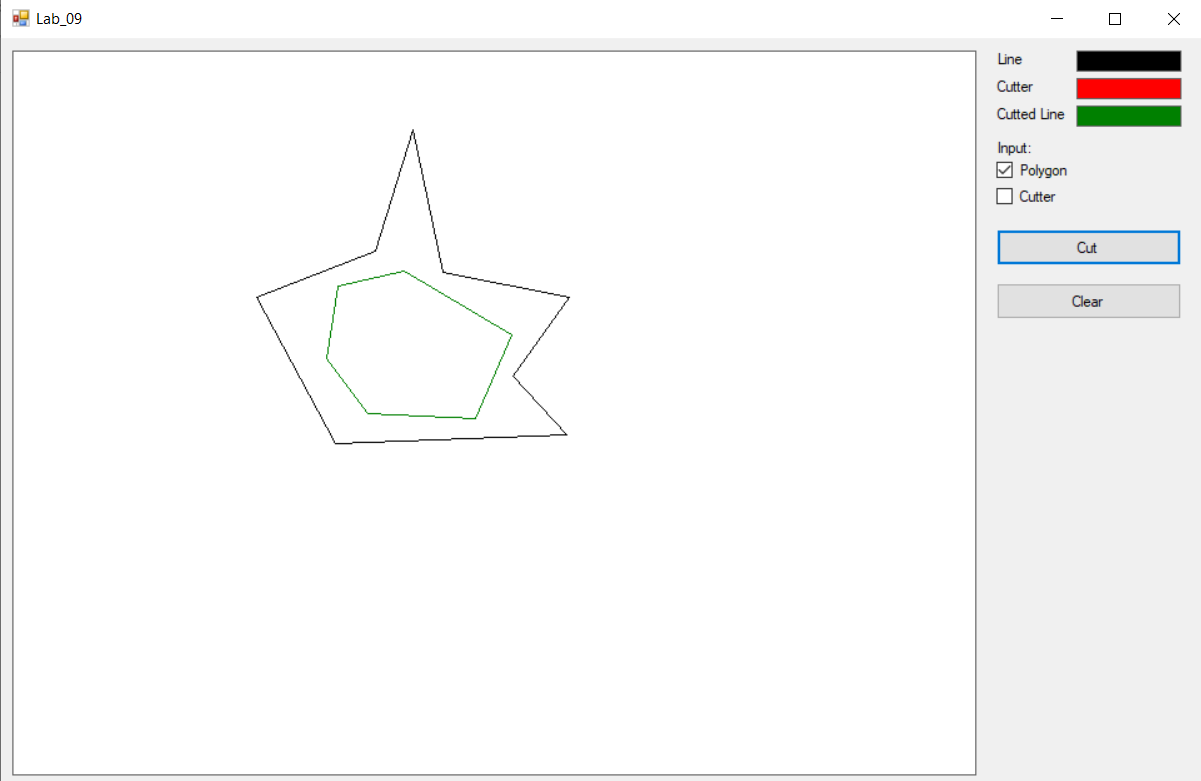 Lab_09
Line
Cutter
Cutted Line
Input:
Polygon
Cutter
Cut
Clear